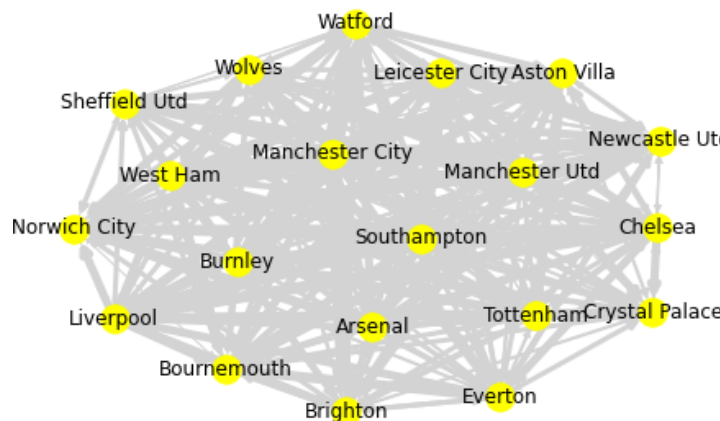 Watford
Wolves
Leicester City
Aston Villa
Sheffield Utd
Newcastle Utd
Manchester City
Manchester Utd
West Ham
Norwich City
Chelsea
Southampton
Burnley
Liverpool
Arsenal
Tottenham
Crystal Palace
Bournemouth
Everton
Brighton